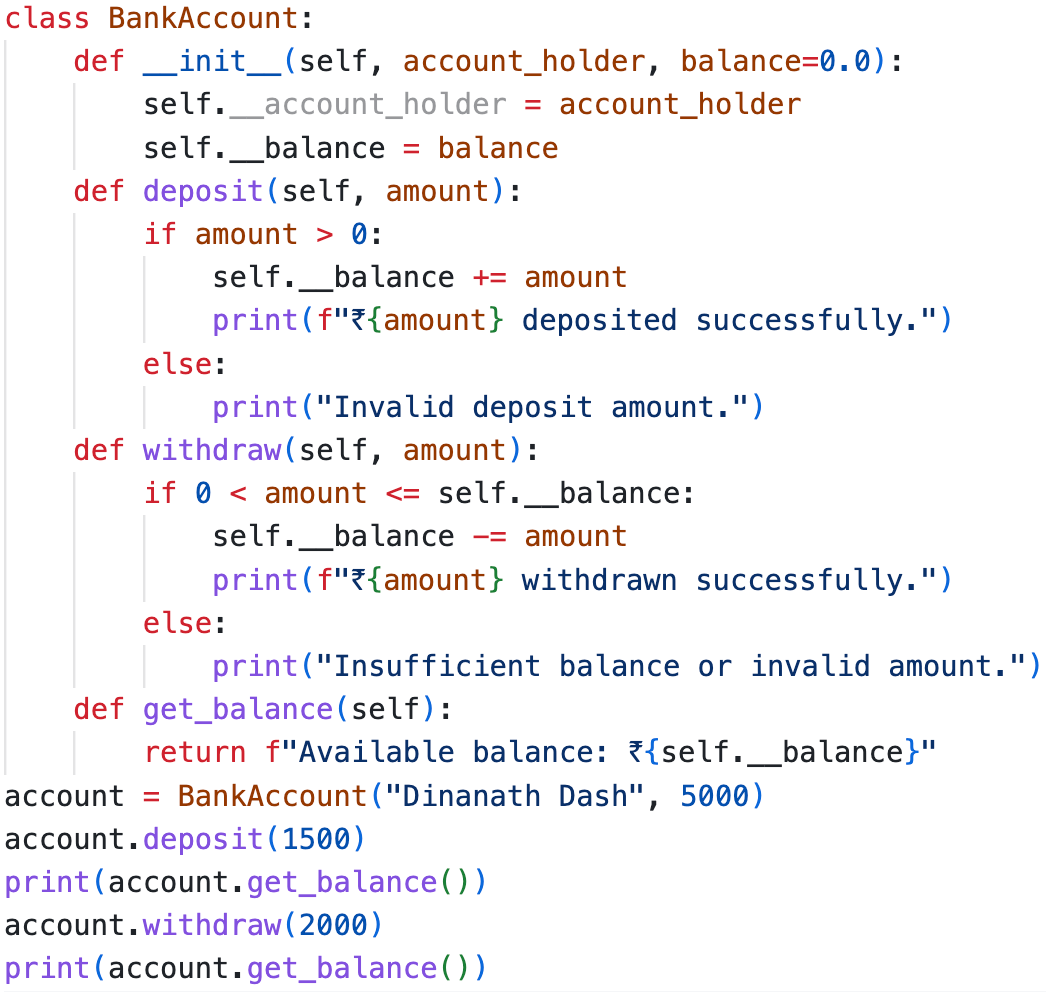 class BankAccount:
    def __init__(self, account_holder, balance=0.0):
        self.__account_holder = account_holder
        self.__balance = balance
    def deposit(self, amount):
        if amount > 0:
            self.__balance += amount
            print(f"₹{amount} deposited successfully.")
        else:
            print("Invalid deposit amount.")
    def withdraw(self, amount):
        if 0 < amount <= self.__balance:
            self.__balance -= amount
            print(f"₹{amount} withdrawn successfully.")
        else:
            print("Insufficient balance or invalid amount.")
    def get_balance(self):
        return f"Available balance: ₹{self.__balance}"
account = BankAccount("Dinanath Dash", 5000)
account.deposit(1500)
print(account.get_balance())
account.withdraw(2000)
print(account.get_balance())